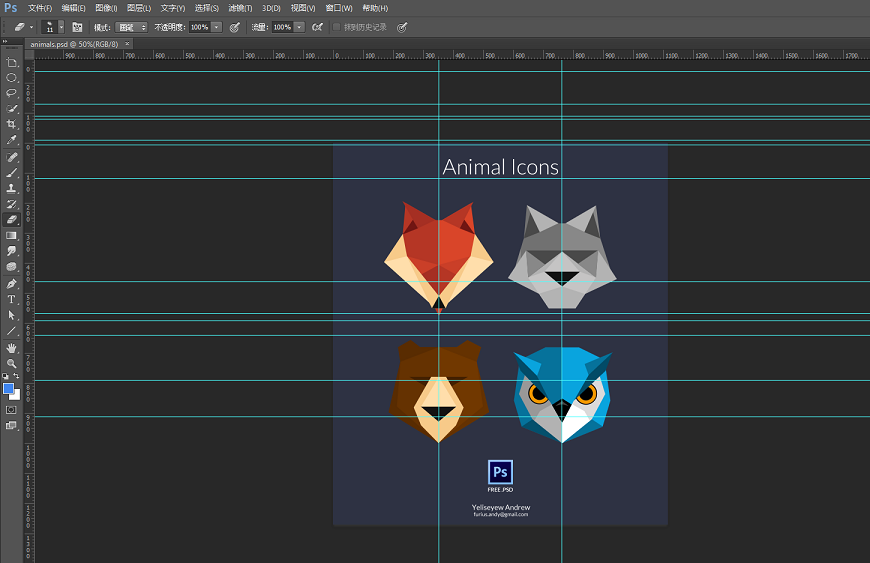 Ps 文件(F) 编辑(E) 图像(I) 图层(L) 文字(Y) 选择(S) 滤镜(T) 3D(D) 视图(V) 窗口(W) 帮助(H)
11 模式: 画笔 不透明度: 100% 流量: 100% 抹到历史记录
animals.psd @ 50%(RGB/8) ×
900 800 700 600 500 400 300 200 100 0 100 200 300 400 500 600 700 800 900 1000 1100 1200 1300 1400 1500 1600 1700
Animal Icons
Ps
FREE.PSD
Yeliseyew Andrew
furius.andy@gmail.com